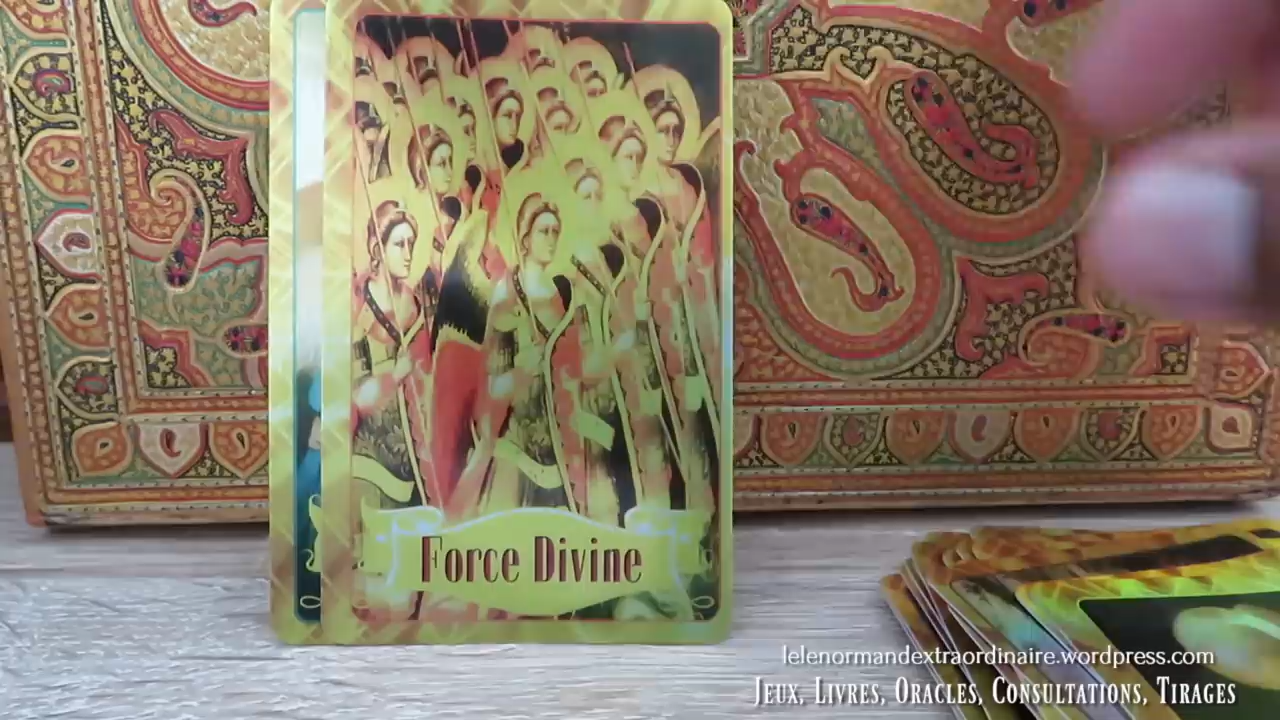 Force Divine
lelenormandextraordinaire.wordpress.com
Jeux, Livres, Oracles, Consultations, Tirages